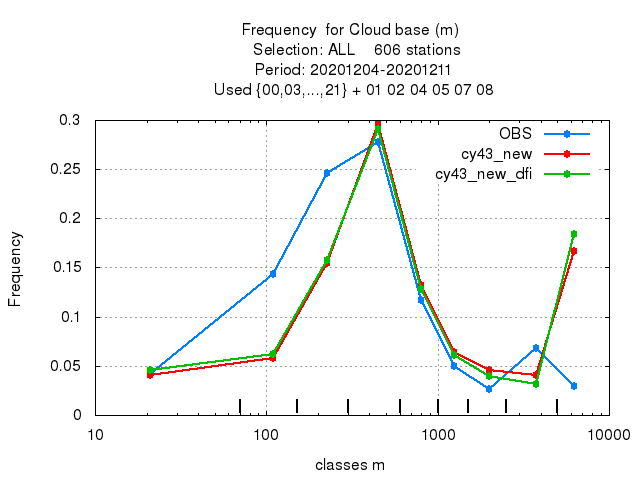 Frequency  for Cloud base (m)
Selection: ALL    606 stations
Period: 20201204-20201211
Used {00,03,...,21} + 01 02 04 05 07 08
0.3
0.25
0.2
0.15
0.1
0.05
0
Frequency
OBS
cy43_new
cy43_new_dfi
10 100 1000 10000
classes m